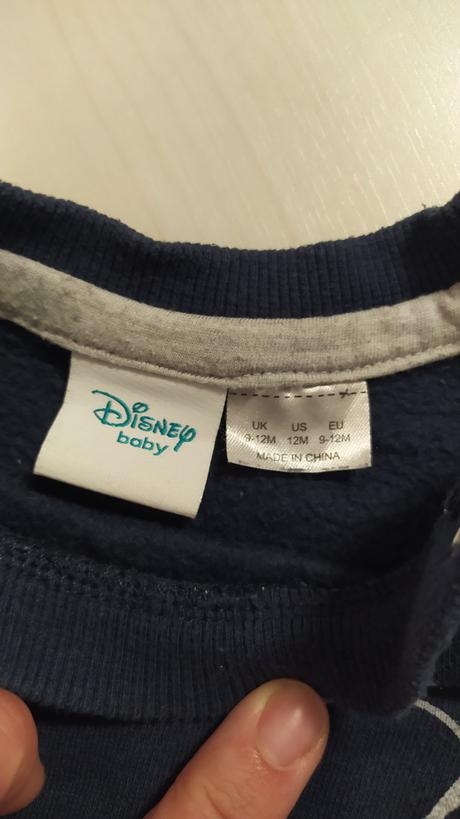 Disney
baby
UK US EU
9-12M 12M 9-12M
MADE IN CHINA